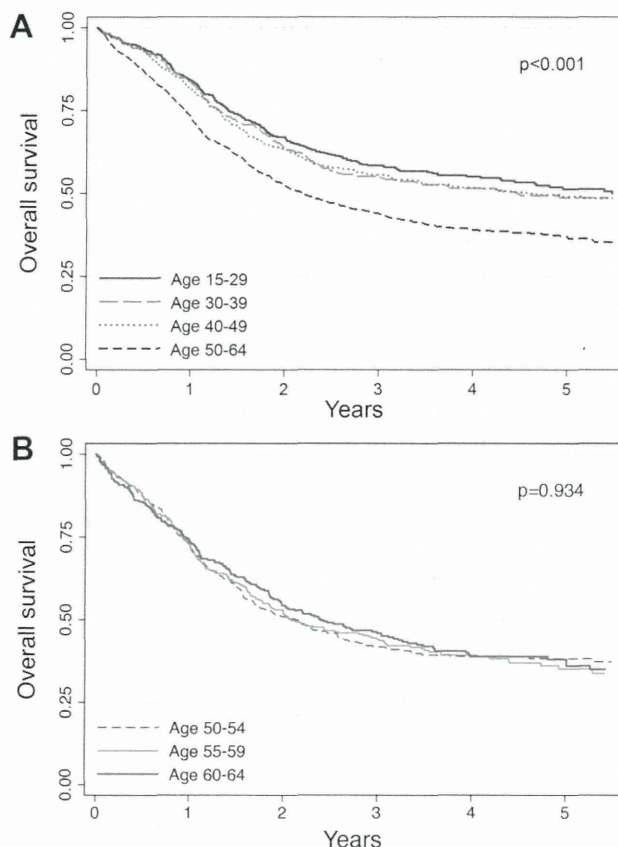 A
p<0.001
Overall survival
1.00
0.75
0.50
0.25
0.00
Age 15-29
Age 30-39
Age 40-49
Age 50-64
0 1 2 3 4 5
Years
B
p=0.934
Overall survival
1.00
0.75
0.50
0.25
0.00
Age 50-54
Age 55-59
Age 60-64
0 1 2 3 4 5
Years